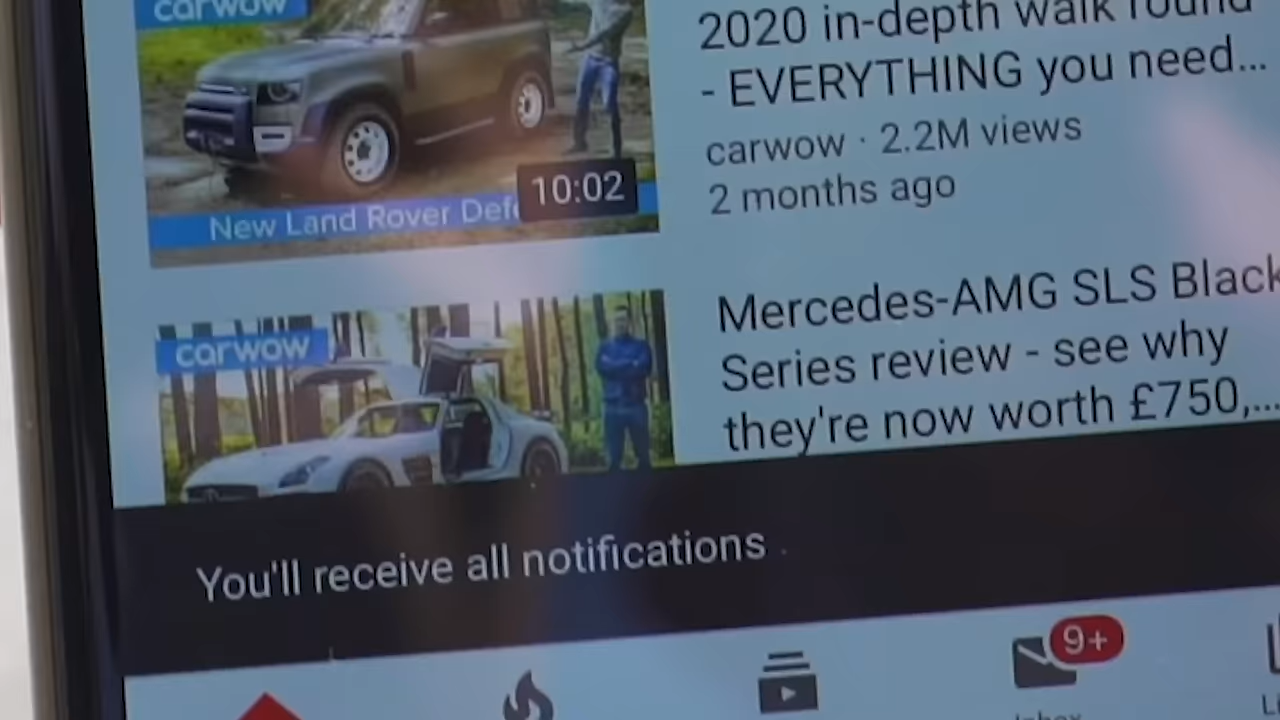 carwow
2020 in-depth walk round
- EVERYTHING you need...
carwow · 2.2M views
2 months ago
10:02
New Land Rover Defe
carwow
Mercedes-AMG SLS Black
Series review - see why
they're now worth £750,...
You'll receive all notifications
9+
Inbox